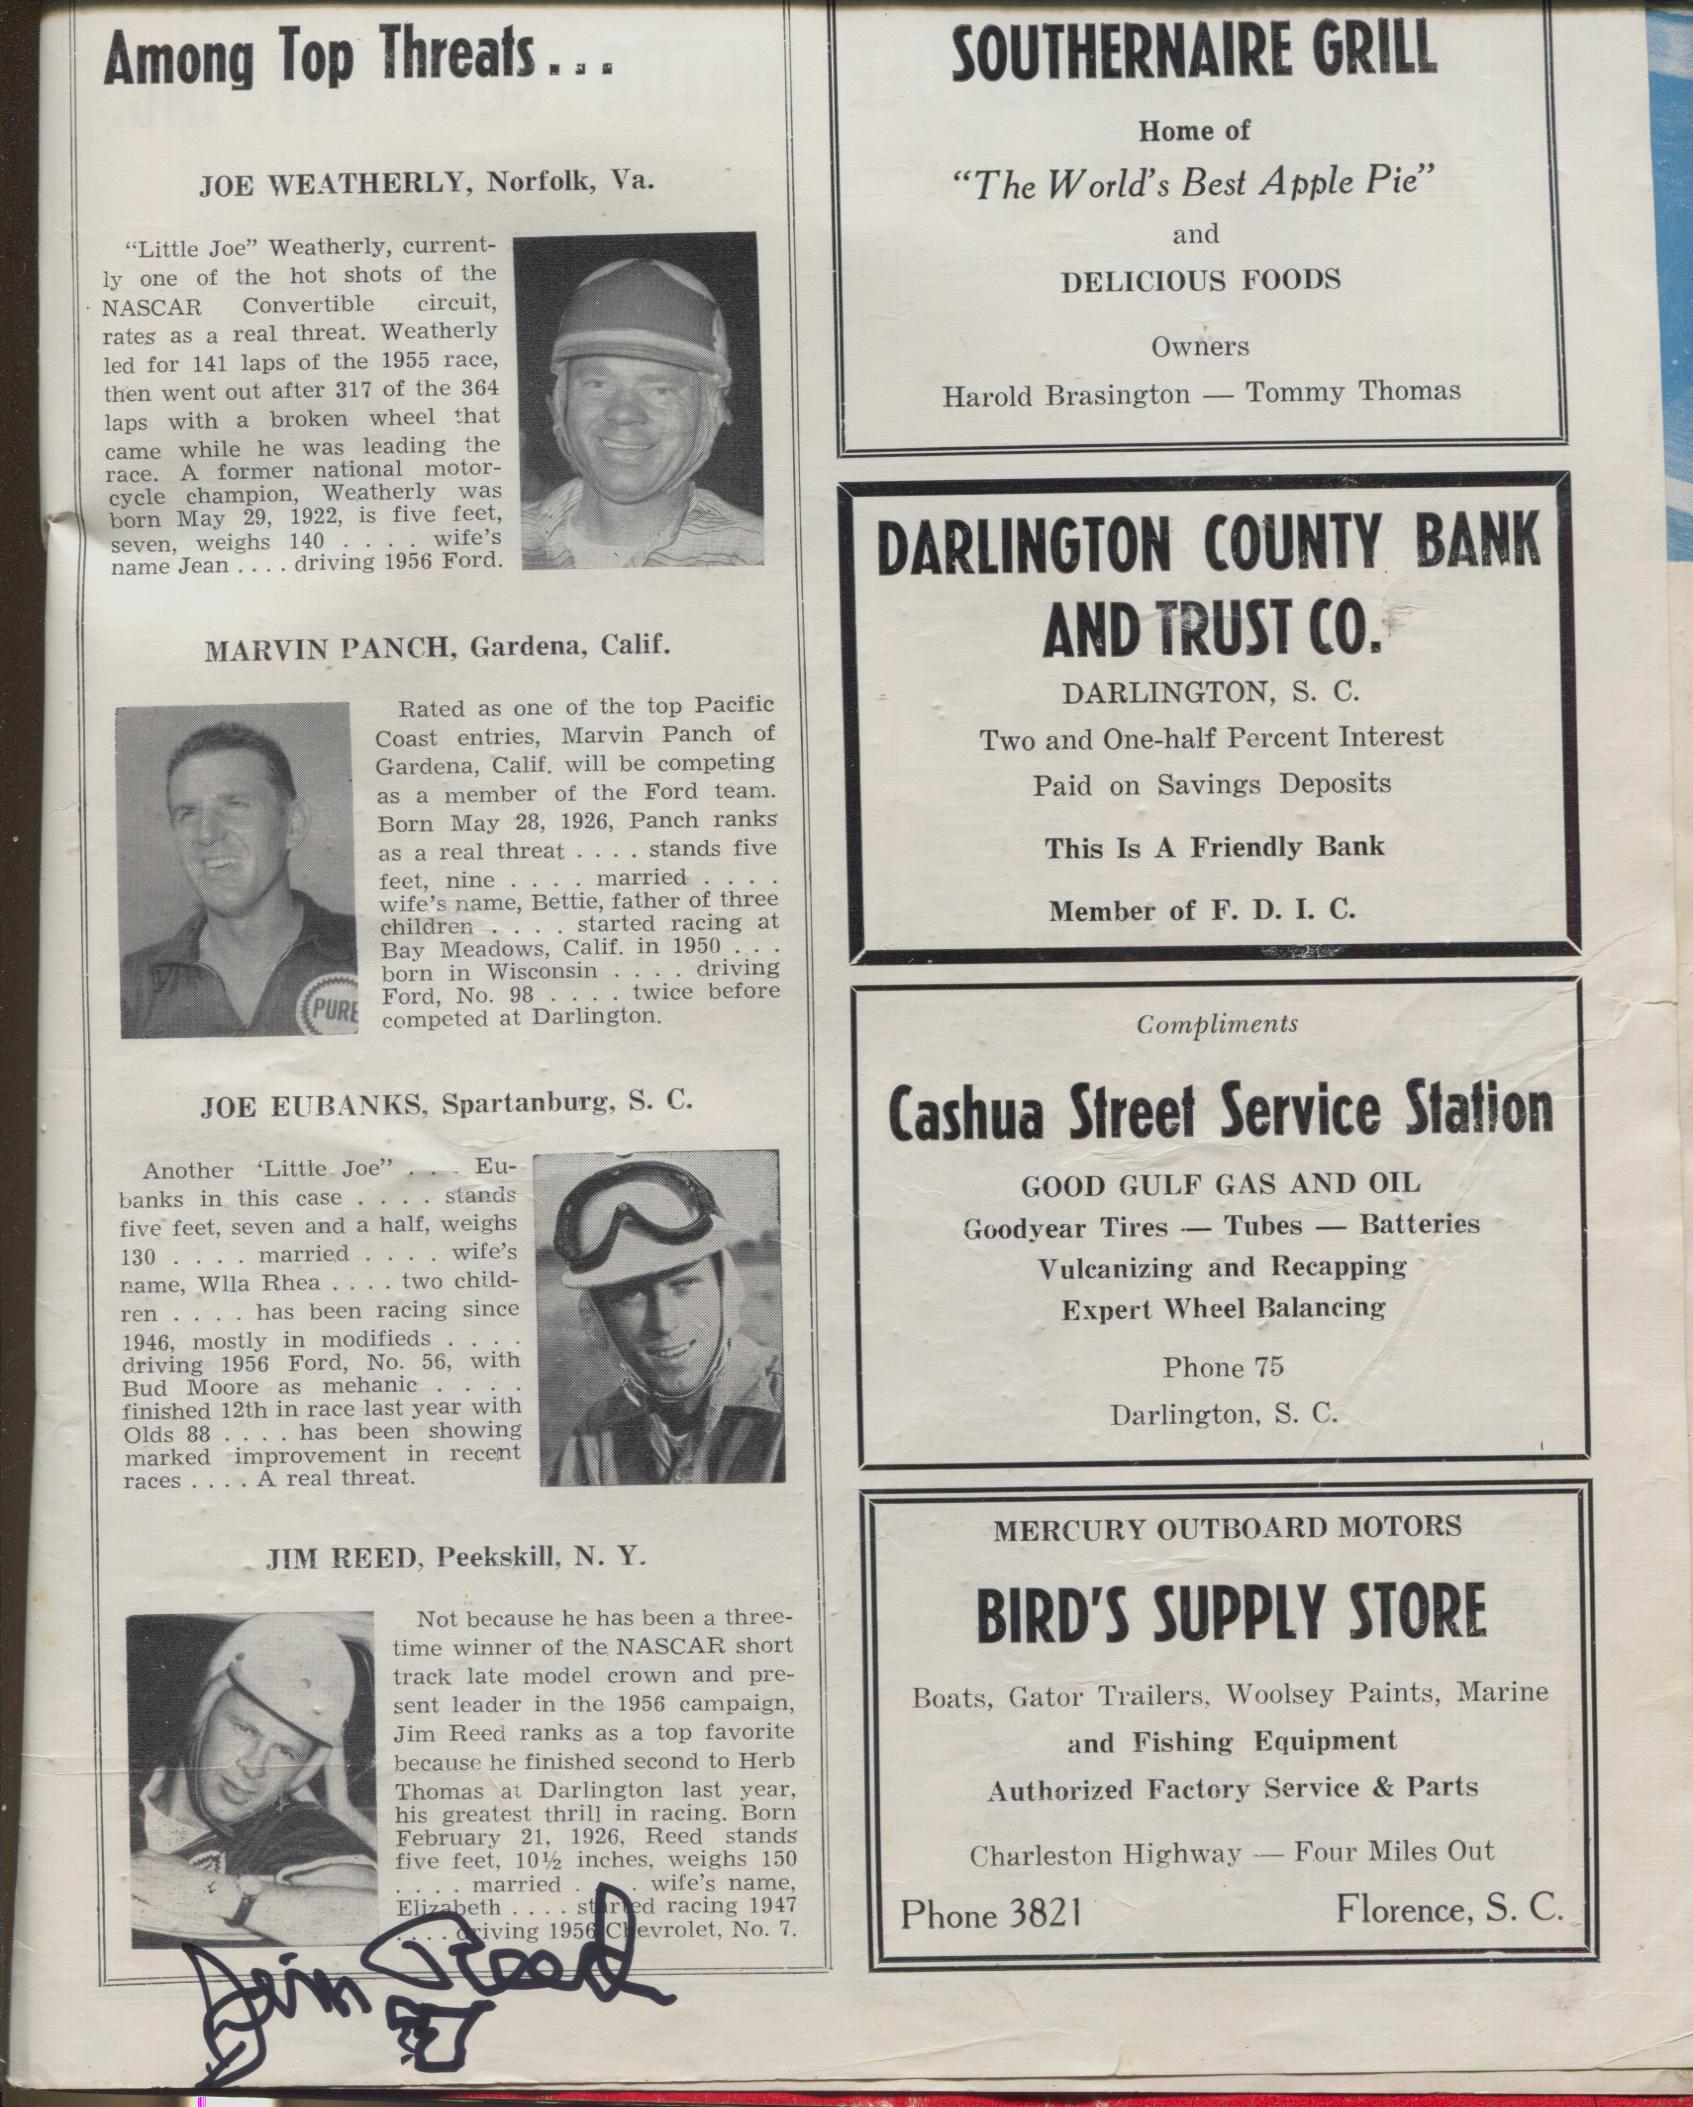 Among Top Threats . . .
JOE WEATHERLY, Norfolk, Va.
"Little Joe" Weatherly, current-
ly one of the hot shots of the
NASCAR Convertible circuit,
rates as a real threat. Weatherly
led for 141 laps of the 1955 race,
then went out after 317 of the 364
laps with a broken wheel that
came while he was leading the
race. A former national motor-
cycle champion, Weatherly was
born May 29, 1922, is five feet,
seven, weighs 140 . . . . wife's
name Jean . . . . driving 1956 Ford.
MARVIN PANCH, Gardena, Calif.
Rated as one of the top Pacific
Coast entries, Marvin Panch of
Gardena, Calif. will be competing
as a member of the Ford team.
Born May 28, 1926, Panch ranks
as a real threat . . . . stands five
feet, nine . . . . married . . . .
wife's name, Bettie, father of three
children . . . . started racing at
Bay Meadows, Calif. in 1950 . . .
born in Wisconsin . . . . driving
Ford, No. 98 . . . . twice before
competed at Darlington.
PURE
JOE EUBANKS, Spartanburg, S. C.
Another 'Little Joe" . . . Eu-
banks in this case . . . . stands
five feet, seven and a half, weighs
130 . . . . married . . . . wife's
name, Wlla Rhea . . . . two child-
ren . . . . has been racing since
1946, mostly in modifieds . . . .
driving 1956 Ford, No. 56, with
Bud Moore as mehanic . . . .
finished 12th in race last year with
Olds 88 . . . . has been showing
marked improvement in recent
races . . . . A real threat.
JIM REED, Peekskill, N. Y.
Not because he has been a three-
time winner of the NASCAR short
track late model crown and pre-
sent leader in the 1956 campaign,
Jim Reed ranks as a top favorite
because he finished second to Herb
Thomas at Darlington last year,
his greatest thrill in racing. Born
February 21, 1926, Reed stands
five feet, 10½ inches, weighs 150
. . . . married . . . . wife's name,
Elizabeth . . . . started racing 1947
. . . . driving 1956 Chevrolet, No. 7.
Jim Reed
7
SOUTHERNAIRE GRILL
Home of
"The World's Best Apple Pie"
and
DELICIOUS FOODS
Owners
Harold Brasington — Tommy Thomas
DARLINGTON COUNTY BANK
AND TRUST CO.
DARLINGTON, S. C.
Two and One-half Percent Interest
Paid on Savings Deposits
This Is A Friendly Bank
Member of F. D. I. C.
Compliments
Cashua Street Service Station
GOOD GULF GAS AND OIL
Goodyear Tires — Tubes — Batteries
Vulcanizing and Recapping
Expert Wheel Balancing
Phone 75
Darlington, S. C.
MERCURY OUTBOARD MOTORS
BIRD'S SUPPLY STORE
Boats, Gator Trailers, Woolsey Paints, Marine
and Fishing Equipment
Authorized Factory Service & Parts
Charleston Highway — Four Miles Out
Phone 3821 Florence, S. C.